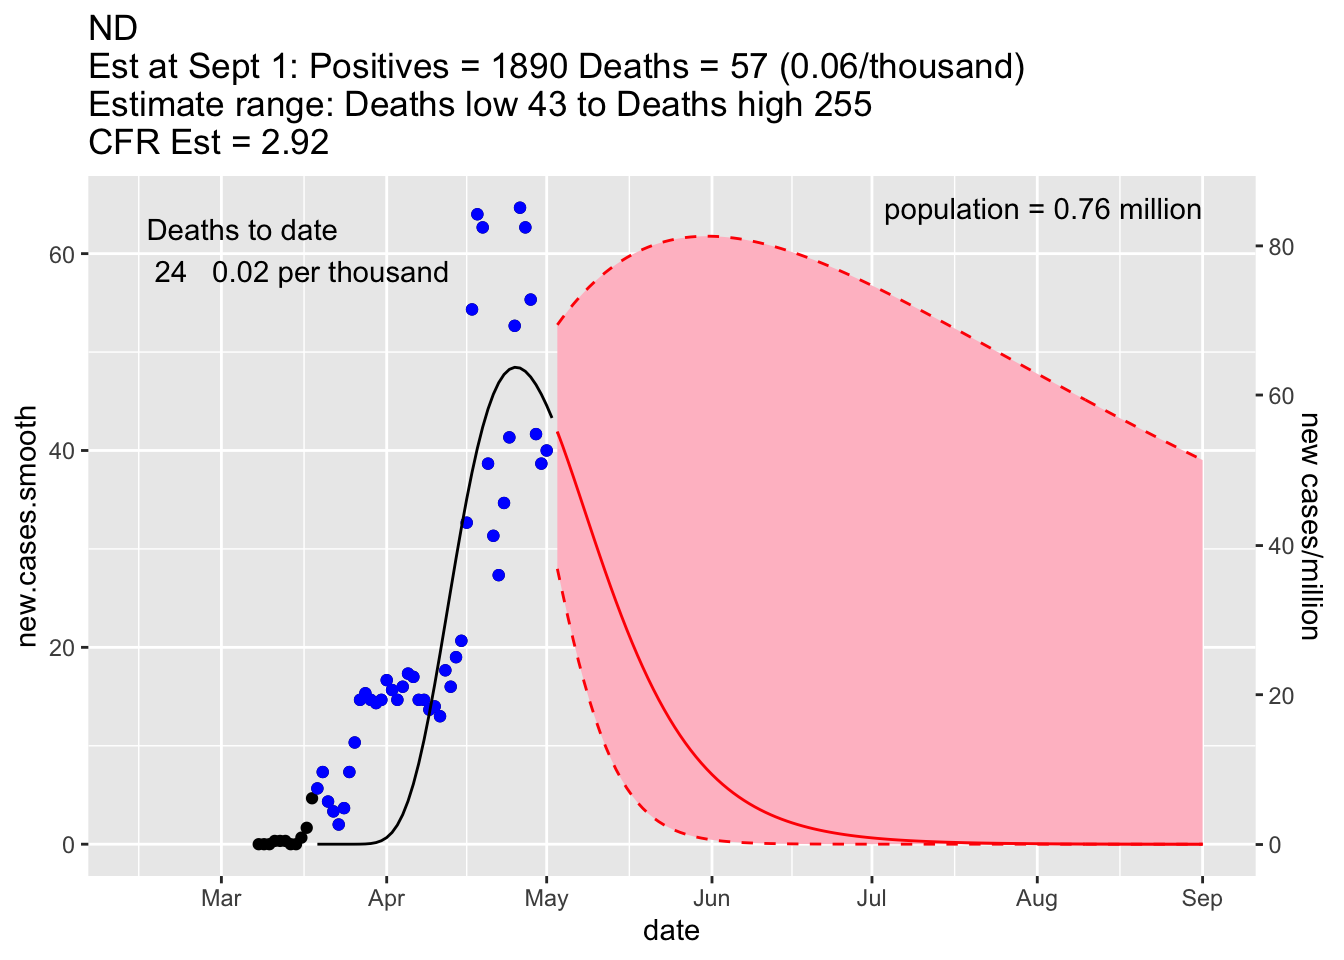 ND
Est at Sept 1: Positives = 1890 Deaths = 57 (0.06/thousand)
Estimate range: Deaths low 43 to Deaths high 255
CFR Est = 2.92
Deaths to date
24 0.02 per thousand
population = 0.76 million
new.cases.smooth
60
40
20
0
80
60
40
20
0
new cases/million
Mar Apr May Jun Jul Aug Sep
date